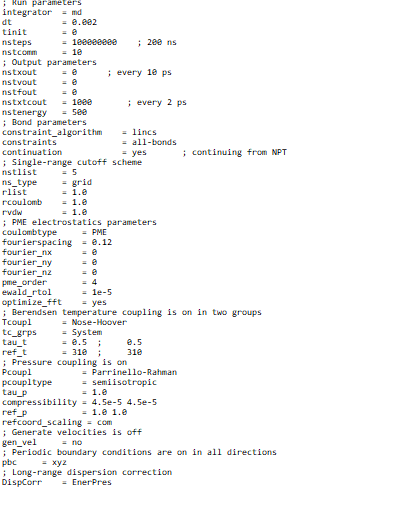 ; Run parameters
integrator = md
dt = 0.002
tinit = 0
nsteps = 100000000 ; 200 ns
nstcomm = 10
; Output parameters
nstxout = 0 ; every 10 ps
nstvout = 0
nstfout = 0
nstxtcout = 1000 ; every 2 ps
nstenergy = 500
; Bond parameters
constraint_algorithm = lincs
constraints = all-bonds
continuation = yes ; continuing from NPT
; Single-range cutoff scheme
nstlist = 5
ns_type = grid
rlist = 1.0
rcoulomb = 1.0
rvdw = 1.0
; PME electrostatics parameters
coulombtype = PME
fourierspacing = 0.12
fourier_nx = 0
fourier_ny = 0
fourier_nz = 0
pme_order = 4
ewald_rtol = 1e-5
optimize_fft = yes
; Berendsen temperature coupling is on in two groups
Tcoupl = Nose-Hoover
tc_grps = System
tau_t = 0.5 ; 0.5
ref_t = 310 ; 310
; Pressure coupling is on
Pcoupl = Parrinello-Rahman
pcoupltype = semiisotropic
tau_p = 1.0
compressibility = 4.5e-5 4.5e-5
ref_p = 1.0 1.0
refcoord_scaling = com
; Generate velocities is off
gen_vel = no
; Periodic boundary conditions are on in all directions
pbc = xyz
; Long-range dispersion correction
DispCorr = EnerPres